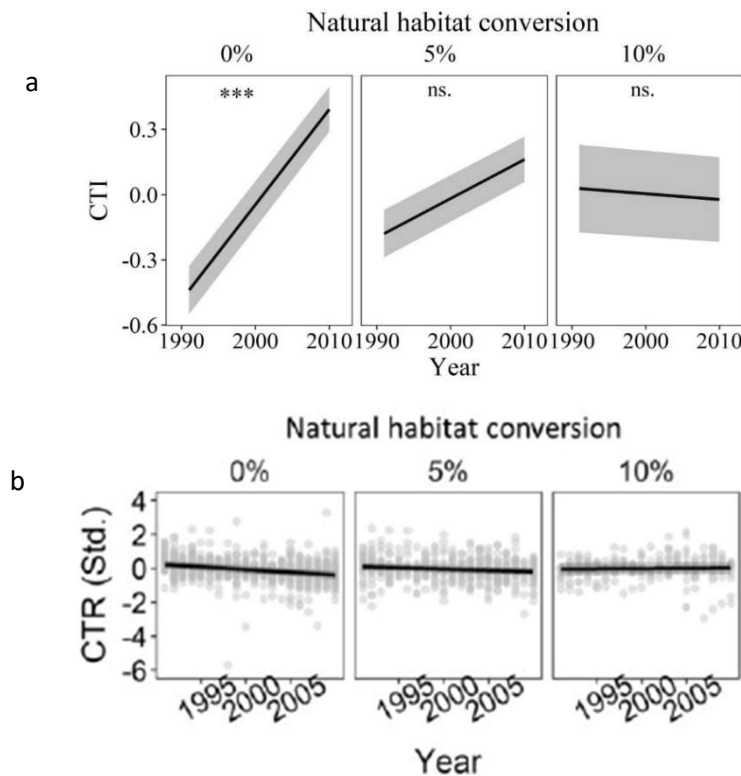 Natural habitat conversion
0% 5% 10%
a
*** ns. ns.
0.3
0.0
-0.3
-0.6
CTI
1990 2000 2010 1990 2000 2010 1990 2000 2010
Year
Natural habitat conversion
b
0% 5% 10%
4
2
0
-2
-4
-6
CTR (Std.)
1995 2000 2005 1995 2000 2005 1995 2000 2005
Year